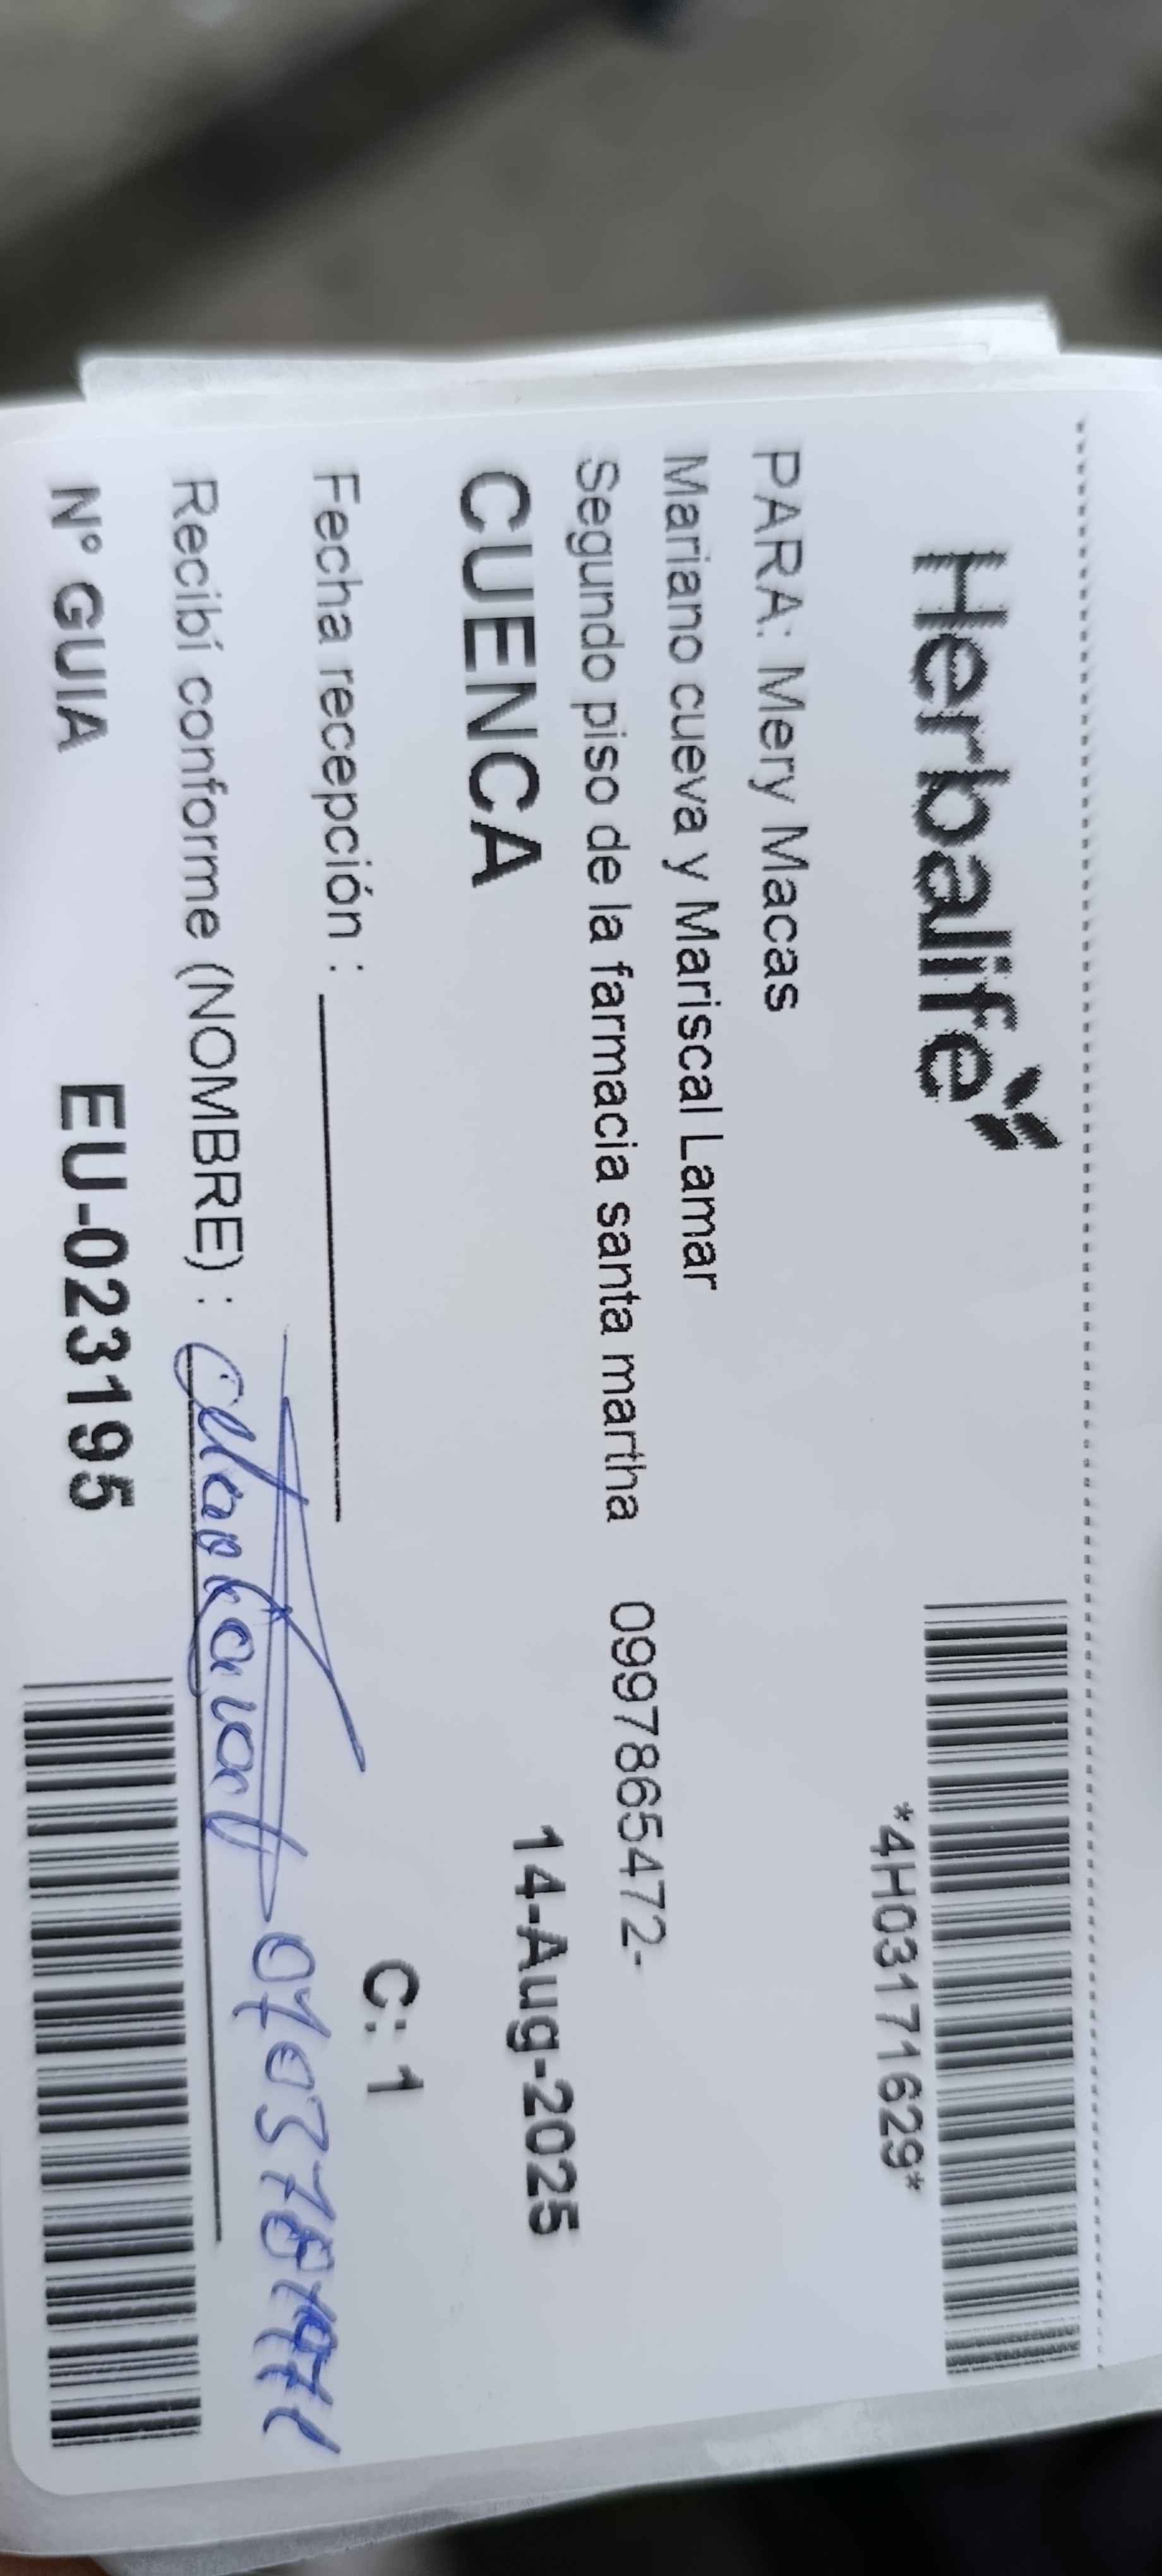 Herbalife
*4H03171629*
PARA: Mery Macas
Mariano cueva y Mariscal Lamar
Segundo piso de la farmacia santa martha 0997865472-
CUENCA 14-Aug-2025
C: 1
Fecha recepción :
Recibí conforme (NOMBRE) :
N° GUIA EU-023195